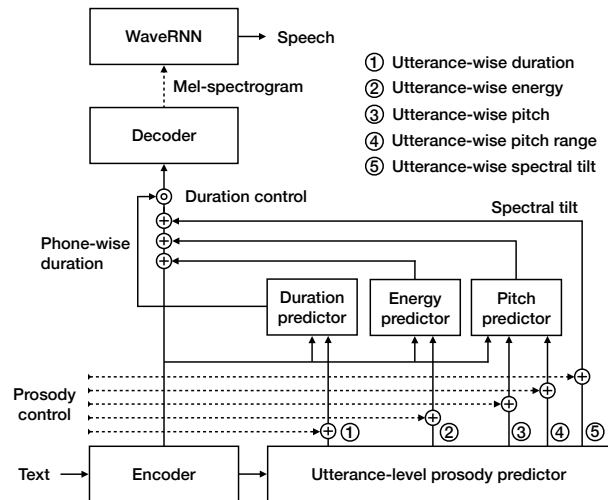 WaveRNN
Speech
Mel-spectrogram
Decoder
① Utterance-wise duration
② Utterance-wise energy
③ Utterance-wise pitch
④ Utterance-wise pitch range
⑤ Utterance-wise spectral tilt
Duration control
Spectral tilt
Phone-wise
duration
Duration
predictor
Energy
predictor
Pitch
predictor
Prosody
control
① ② ③ ④ ⑤
Text
Encoder
Utterance-level prosody predictor